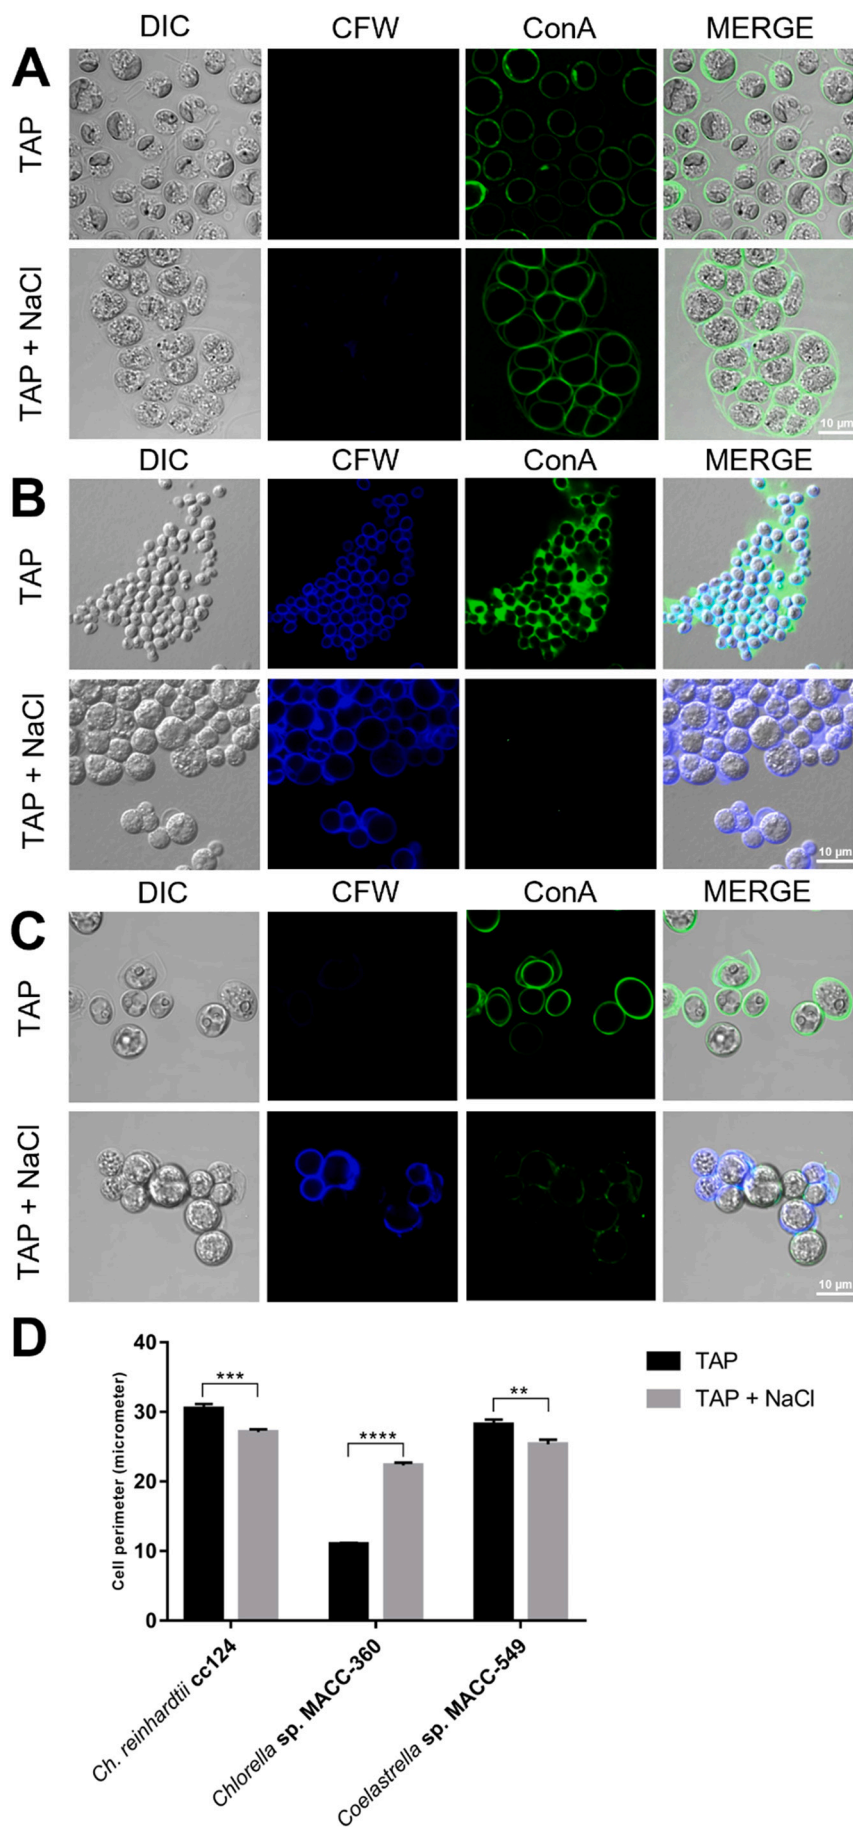 DIC CFW ConA MERGE
A
TAP
TAP + NaCl
10 µm
DIC CFW ConA MERGE
B
TAP
TAP + NaCl
10 µm
DIC CFW ConA MERGE
C
TAP
TAP + NaCl
10 µm
D
Cell perimeter (micrometer)
40
30
20
10
0
***
****
**
TAP
TAP + NaCl
Ch. reinhardtii cc124
Chlorella sp. MACC-360
Coelastrella sp. MACC-549